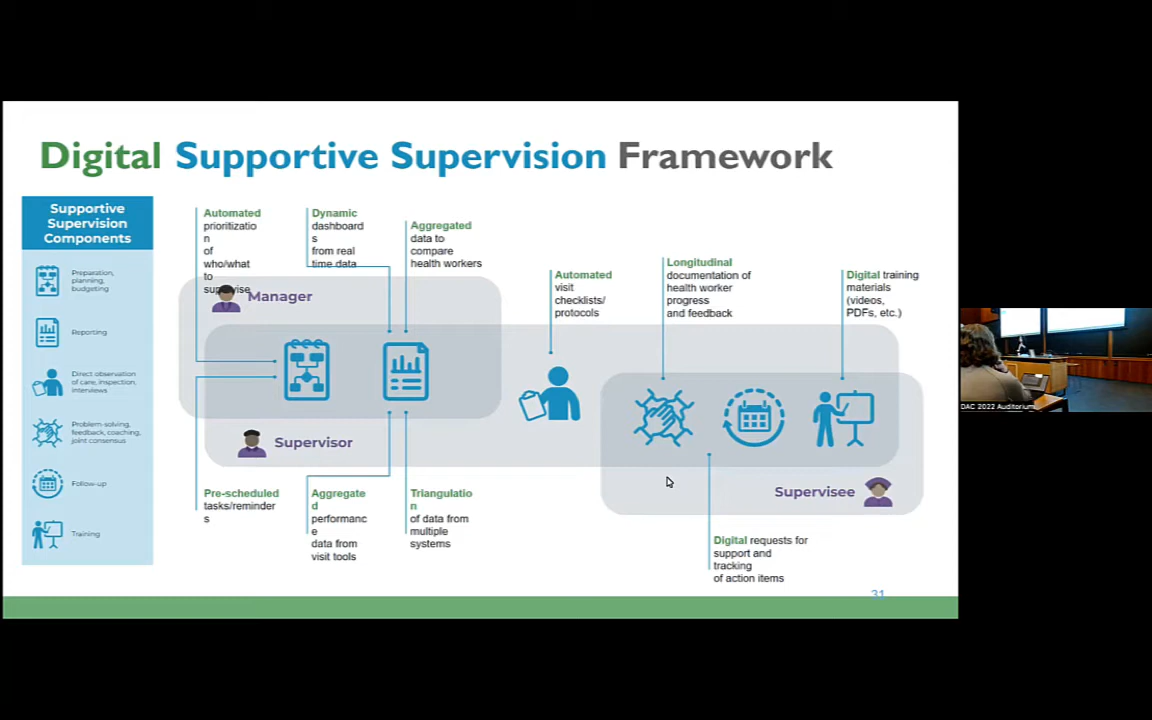 Digital Supportive Supervision Framework
Supportive
Supervision
Components
Preparation,
planning,
budgeting
Reporting
Direct observation
of care, inspection,
interviews
Problem-solving,
feedback, coaching,
joint consensus
Follow-up
Training
Automated
prioritizatio
n
of
who/what
to
supervise
Dynamic
dashboard
s
from real
time data
Aggregated
data to
compare
health workers
Manager
Automated
visit
checklists/
protocols
Longitudinal
documentation of
health worker
progress
and feedback
Digital training
materials
(videos,
PDFs, etc.)
Supervisor
Supervisee
Pre-scheduled
tasks/reminder
s
Aggregate
d
performanc
e
data from
visit tools
Triangulatio
n
of data from
multiple
systems
Digital requests for
support and
tracking
of action items
31
DAC 2022 Auditorium